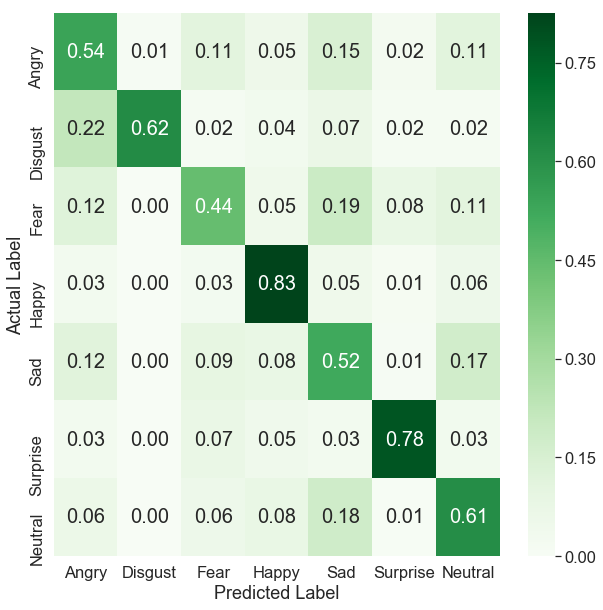 Angry 0.54 0.01 0.11 0.05 0.15 0.02 0.11
Disgust 0.22 0.62 0.02 0.04 0.07 0.02 0.02
Fear 0.12 0.00 0.44 0.05 0.19 0.08 0.11
Happy 0.03 0.00 0.03 0.83 0.05 0.01 0.06
Sad 0.12 0.00 0.09 0.08 0.52 0.01 0.17
Surprise 0.03 0.00 0.07 0.05 0.03 0.78 0.03
Neutral 0.06 0.00 0.06 0.08 0.18 0.01 0.61
Actual Label
Angry Disgust Fear Happy Sad Surprise Neutral
Predicted Label
0.75
0.60
0.45
0.30
0.15
0.00